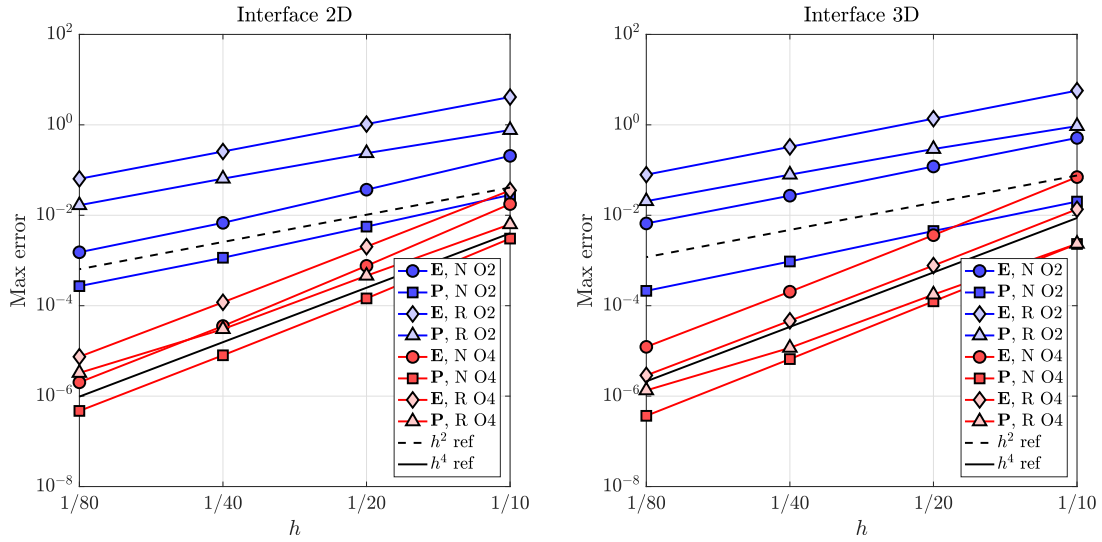 Interface 2D
Max error
10^2
10^0
10^-2
10^-4
10^-6
10^-8
1/80 1/40 1/20 1/10
h
E, N O2
P, N O2
E, R O2
P, R O2
E, N O4
P, N O4
E, R O4
P, R O4
h^2 ref
h^4 ref
Interface 3D
Max error
10^2
10^0
10^-2
10^-4
10^-6
10^-8
1/80 1/40 1/20 1/10
h
E, N O2
P, N O2
E, R O2
P, R O2
E, N O4
P, N O4
E, R O4
P, R O4
h^2 ref
h^4 ref